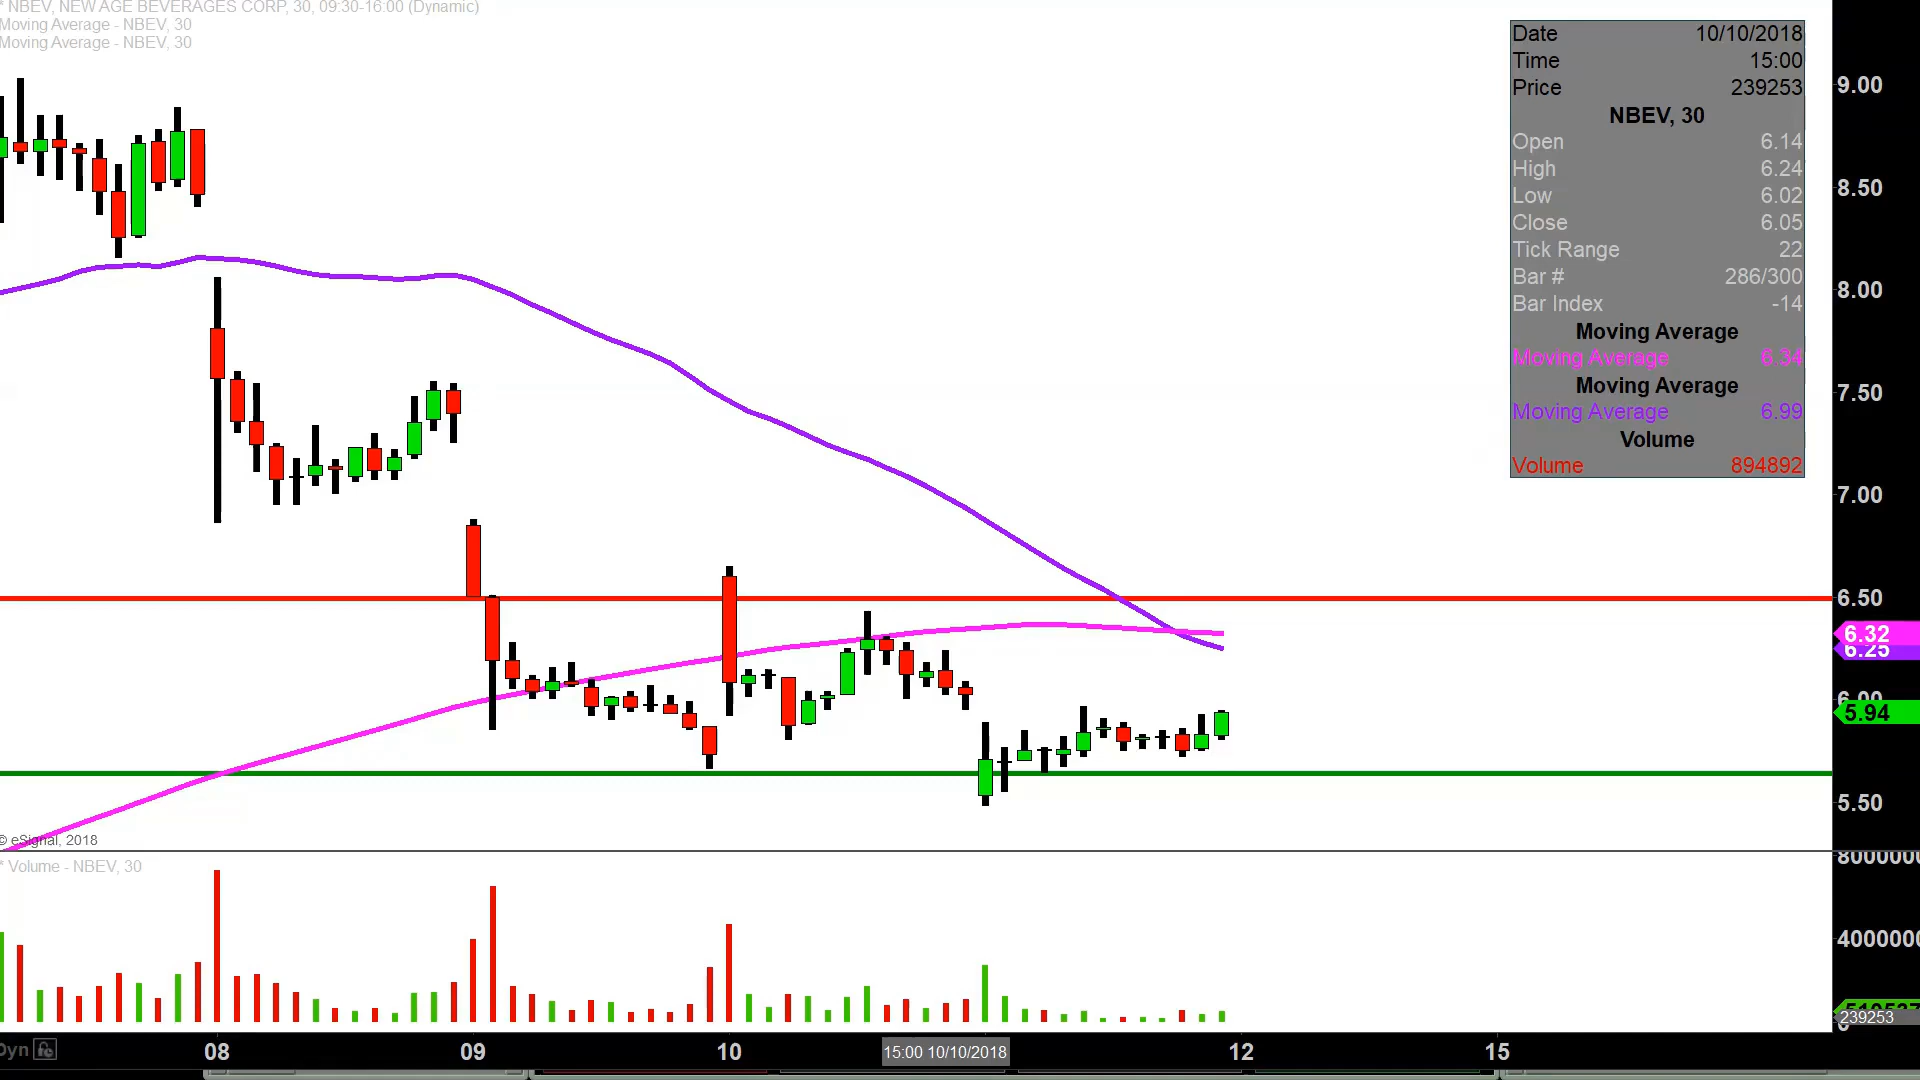 * NBEV, NEW AGE BEVERAGES CORP, 30, 09:30-16:00 (Dynamic)
Moving Average - NBEV, 30
Moving Average - NBEV, 30
Date 10/10/2018
Time 15:00
Price 239253
NBEV, 30
Open 6.14
High 6.24
Low 6.02
Close 6.05
Tick Range 22
Bar # 286/300
Bar Index -14
Moving Average
Moving Average 6.34
Moving Average
Moving Average 6.99
Volume
Volume 894892
9.00
8.50
8.00
7.50
7.00
6.50
6.32
6.25
6.00
5.94
5.50
© eSignal, 2018
* Volume - NBEV, 30
8000000
4000000
239253
Dyn
08 09 10 15:00 10/10/2018 12 15